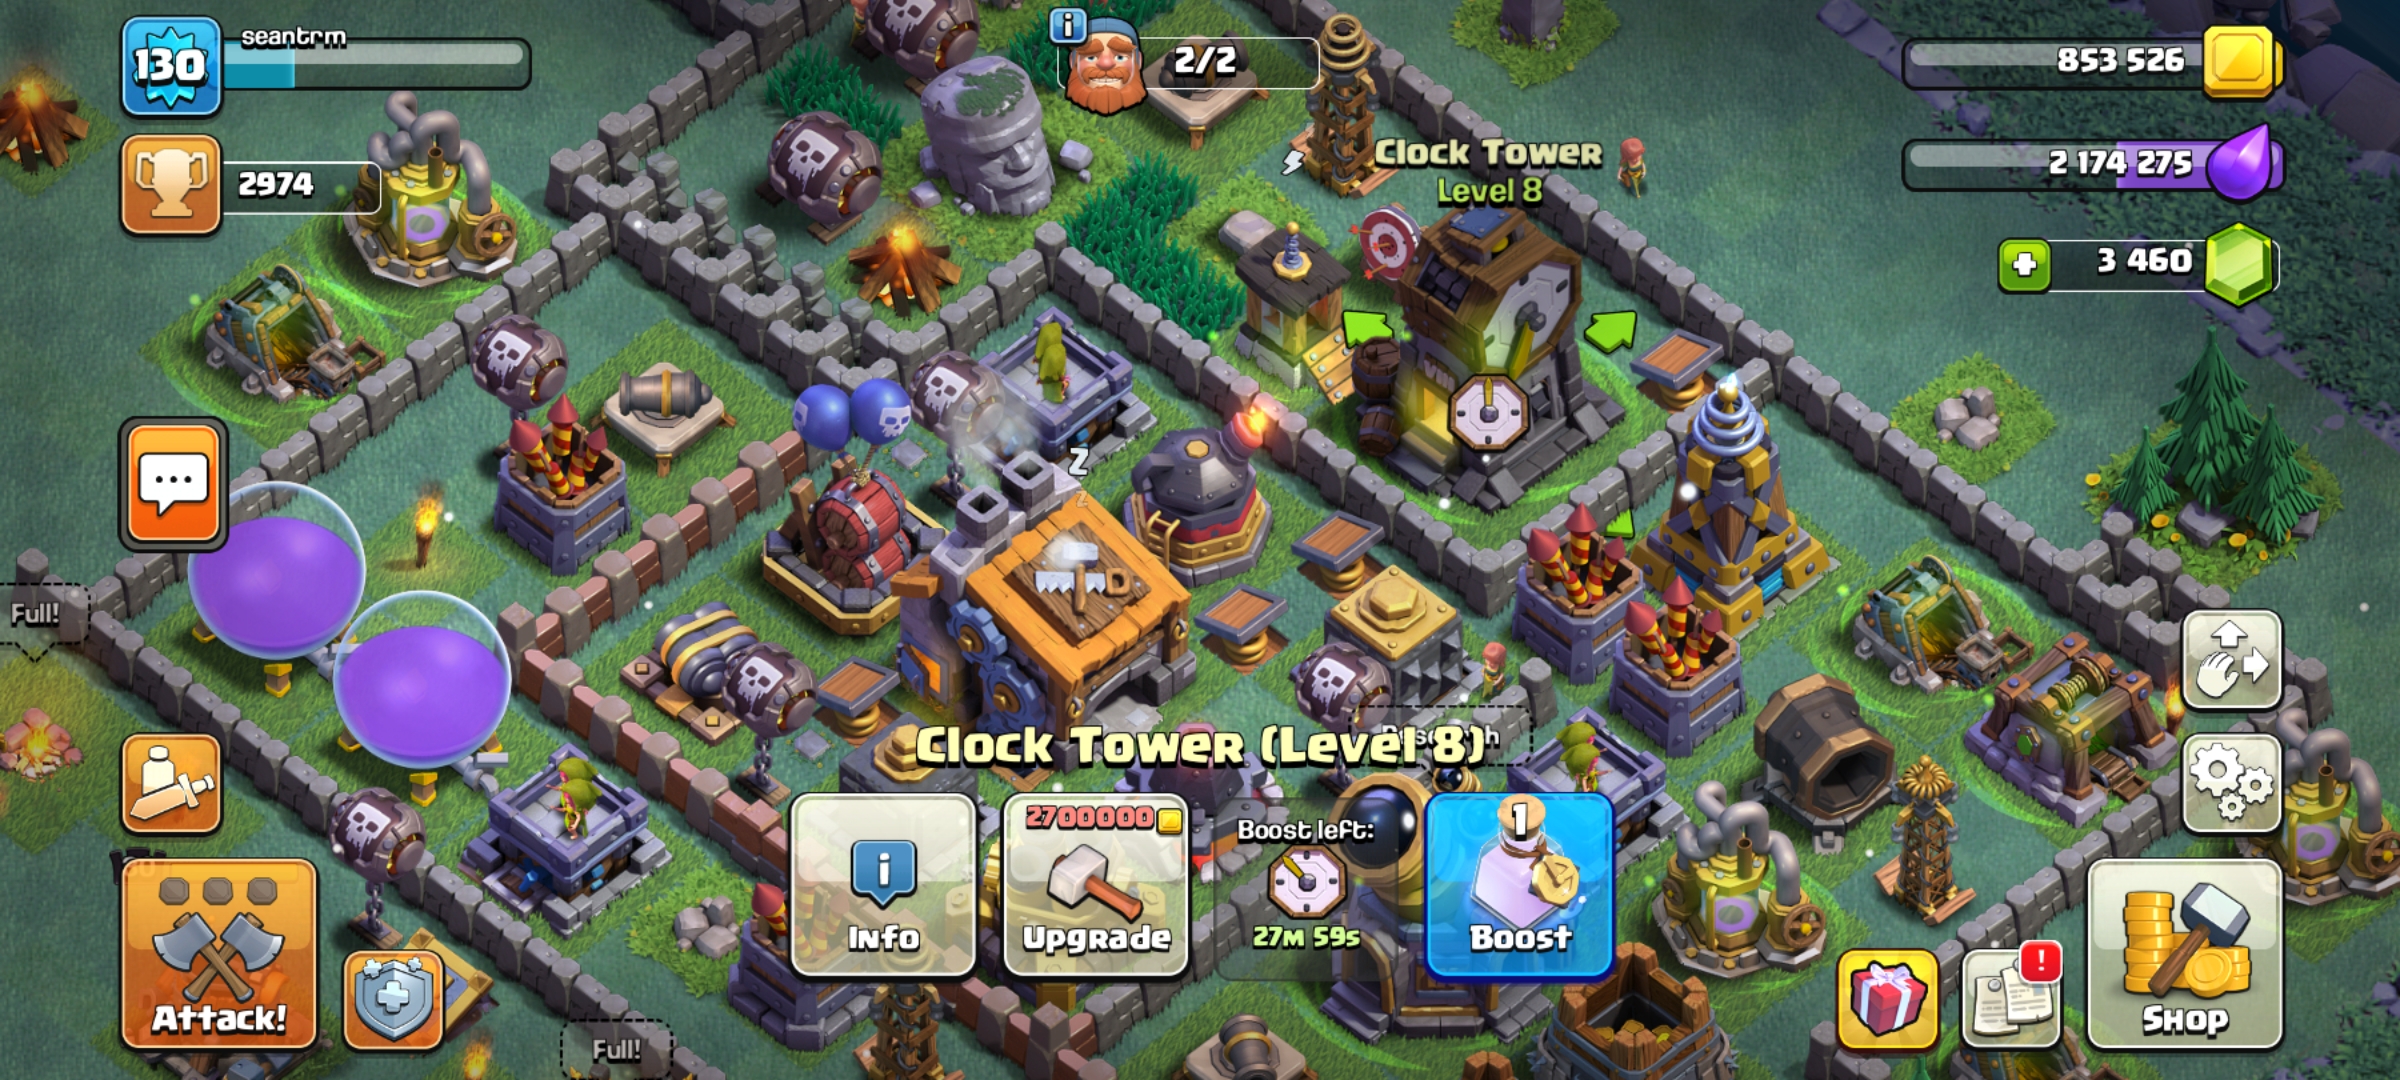 130
seantrm
2974
i
2/2
853 526
2 174 275
3 460
Clock Tower
Level 8
VIII
Z
z
Full!
Clock Tower (Level 8)
i
Info
2700000
Upgrade
Boost left:
27m 59s
1
Boost
Attack!
Full!
!
Shop